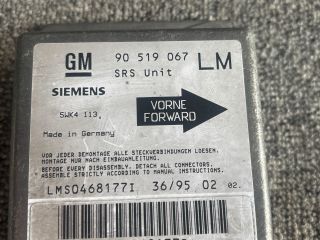 GM 90 519 067 LM
SRS Unit
SIEMENS
5WK4 113
VORNE
FORWARD
Made in Germany
VOR JEDER DEMONTAGE ALLE STECKVERBINDUNGEN LOESEN,
MONTAGE NUR NACH EINBAUANLEITUNG.
BEFORE EVERY DISASSEMBLY, DETACH ALL CONNECTORS.
ASSEMBLE STRICTLY ACCORDING TO MANUAL INSTRUCTIONS.
LMS0468177I 36/95 02 02.